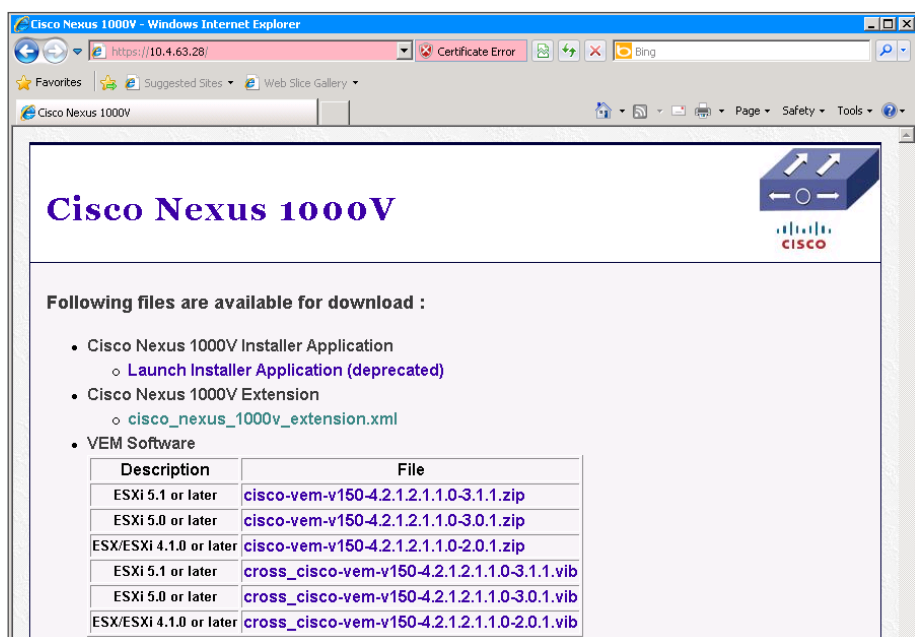 Cisco Nexus 1000V - Windows Internet Explorer
https://10.4.63.28/ Certificate Error Bing
Favorites Suggested Sites Web Slice Gallery
Cisco Nexus 1000V Page Safety Tools
Cisco Nexus 1000V
CISCO
Following files are available for download :
Cisco Nexus 1000V Installer Application
Launch Installer Application (deprecated)
Cisco Nexus 1000V Extension
cisco_nexus_1000v_extension.xml
VEM Software
Description File
ESXi 5.1 or later cisco-vem-v150-4.2.1.2.1.1.0-3.1.1.zip
ESXi 5.0 or later cisco-vem-v150-4.2.1.2.1.1.0-3.0.1.zip
ESX/ESXi 4.1.0 or later cisco-vem-v150-4.2.1.2.1.1.0-2.0.1.zip
ESXi 5.1 or later cross_cisco-vem-v150-4.2.1.2.1.1.0-3.1.1.vib
ESXi 5.0 or later cross_cisco-vem-v150-4.2.1.2.1.1.0-3.0.1.vib
ESX/ESXi 4.1.0 or later cross_cisco-vem-v150-4.2.1.2.1.1.0-2.0.1.vib